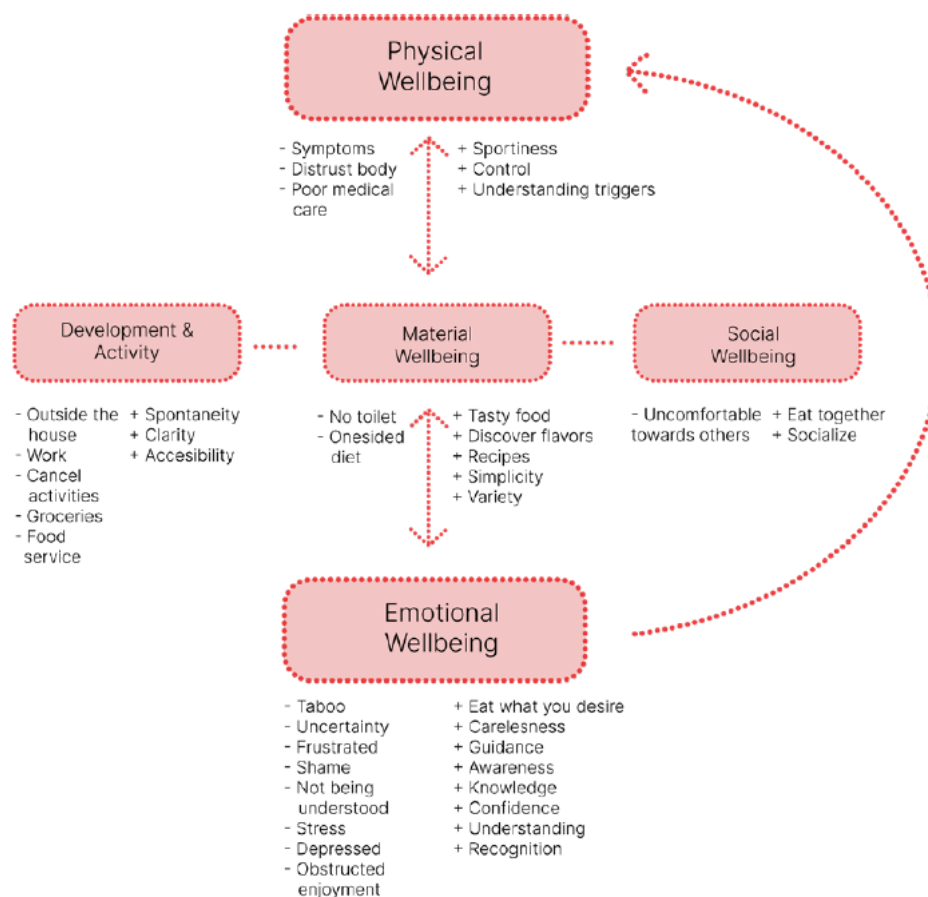 Physical
Wellbeing
- Symptoms
- Distrust body
- Poor medical
care
+ Sportiness
+ Control
+ Understanding triggers
Development &
Activity
- Outside the
house
- Work
- Cancel
activities
- Groceries
- Food
service
+ Spontaneity
+ Clarity
+ Accesibility
Material
Wellbeing
- No toilet
- Onesided
diet
+ Tasty food
+ Discover flavors
+ Recipes
+ Simplicity
+ Variety
Social
Wellbeing
- Uncomfortable
towards others
+ Eat together
+ Socialize
Emotional
Wellbeing
- Taboo
- Uncertainty
- Frustrated
- Shame
- Not being
understood
- Stress
- Depressed
- Obstructed
enjoyment
+ Eat what you desire
+ Carelesness
+ Guidance
+ Awareness
+ Knowledge
+ Confidence
+ Understanding
+ Recognition